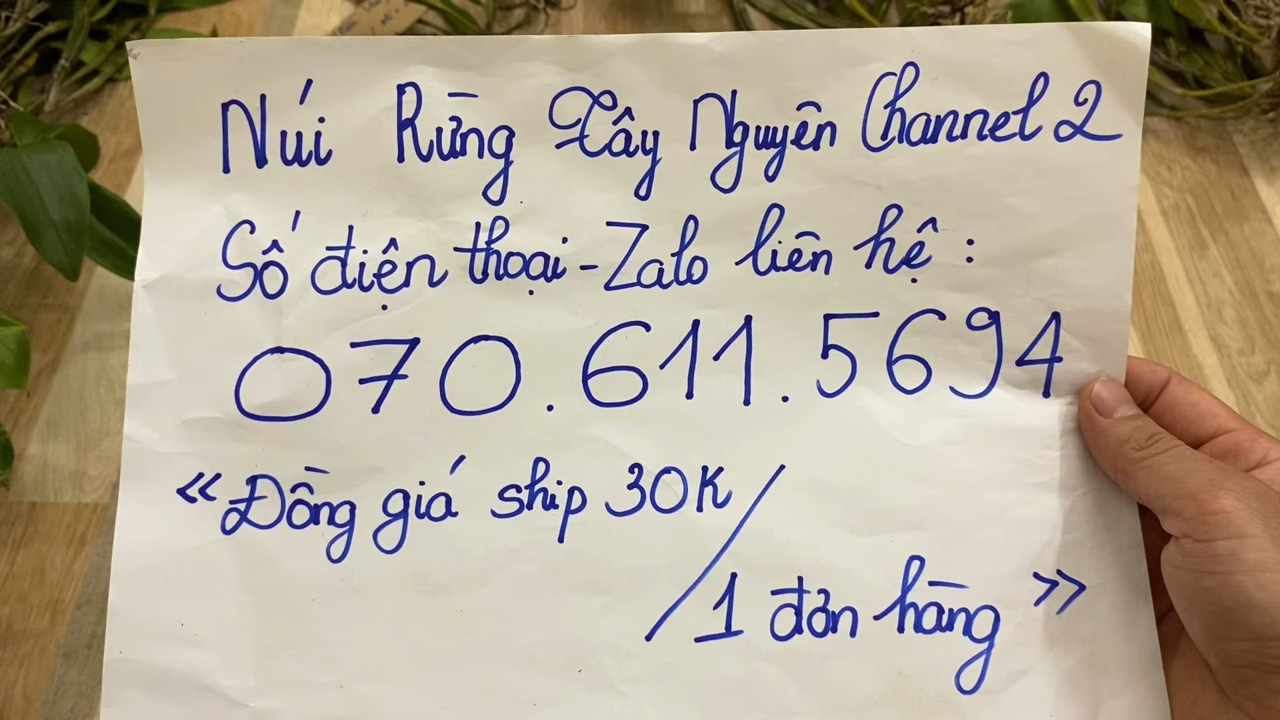 Núi Rừng Tây Nguyên Channel 2
Số điện thoại - Zalo liên hệ :
070.611.5694
« Đồng giá ship 30K /
1 đơn hàng »